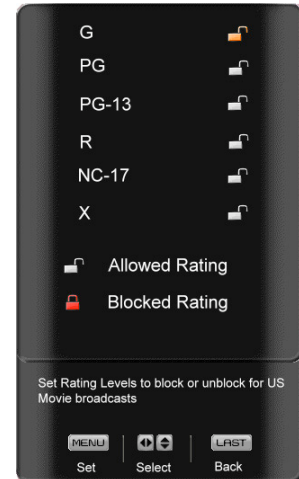 G
PG
PG-13
R
NC-17
X
Allowed Rating
Blocked Rating
Set Rating Levels to block or unblock for US
Movie broadcasts
MENU LAST
Set Select Back